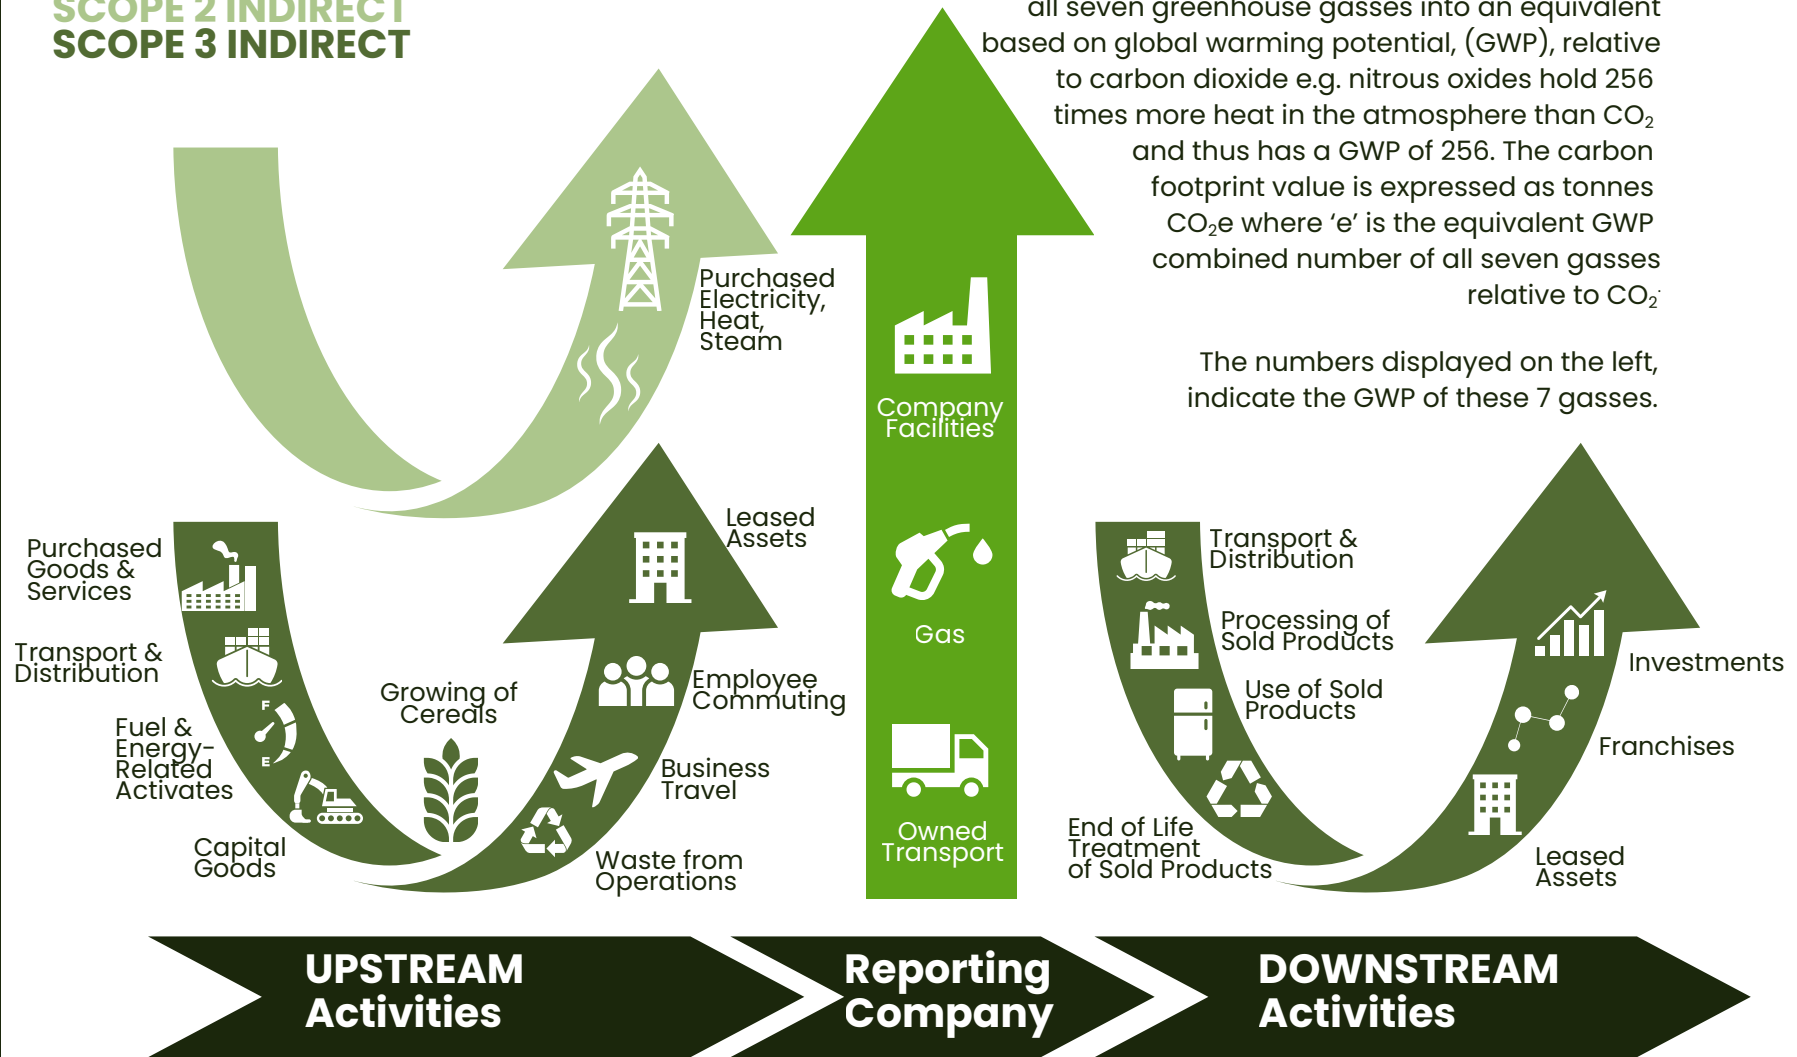 SCOPE 2 INDIRECT
SCOPE 3 INDIRECT
all seven greenhouse gasses into an equivalent
based on global warming potential, (GWP), relative
to carbon dioxide e.g. nitrous oxides hold 256
times more heat in the atmosphere than CO₂
and thus has a GWP of 256. The carbon
footprint value is expressed as tonnes
CO₂e where ‘e’ is the equivalent GWP
combined number of all seven gasses
relative to CO₂.
The numbers displayed on the left,
indicate the GWP of these 7 gasses.
Purchased
Electricity,
Heat,
Steam
Company
Facilities
Gas
Owned
Transport
Purchased
Goods &
Services
Transport &
Distribution
Fuel &
Energy-
Related
Activates
Capital
Goods
Growing of
Cereals
Leased
Assets
Employee
Commuting
Business
Travel
Waste from
Operations
Transport &
Distribution
Processing of
Sold Products
Use of Sold
Products
End of Life
Treatment
of Sold Products
Investments
Franchises
Leased
Assets
F
E
UPSTREAM
Activities
Reporting
Company
DOWNSTREAM
Activities